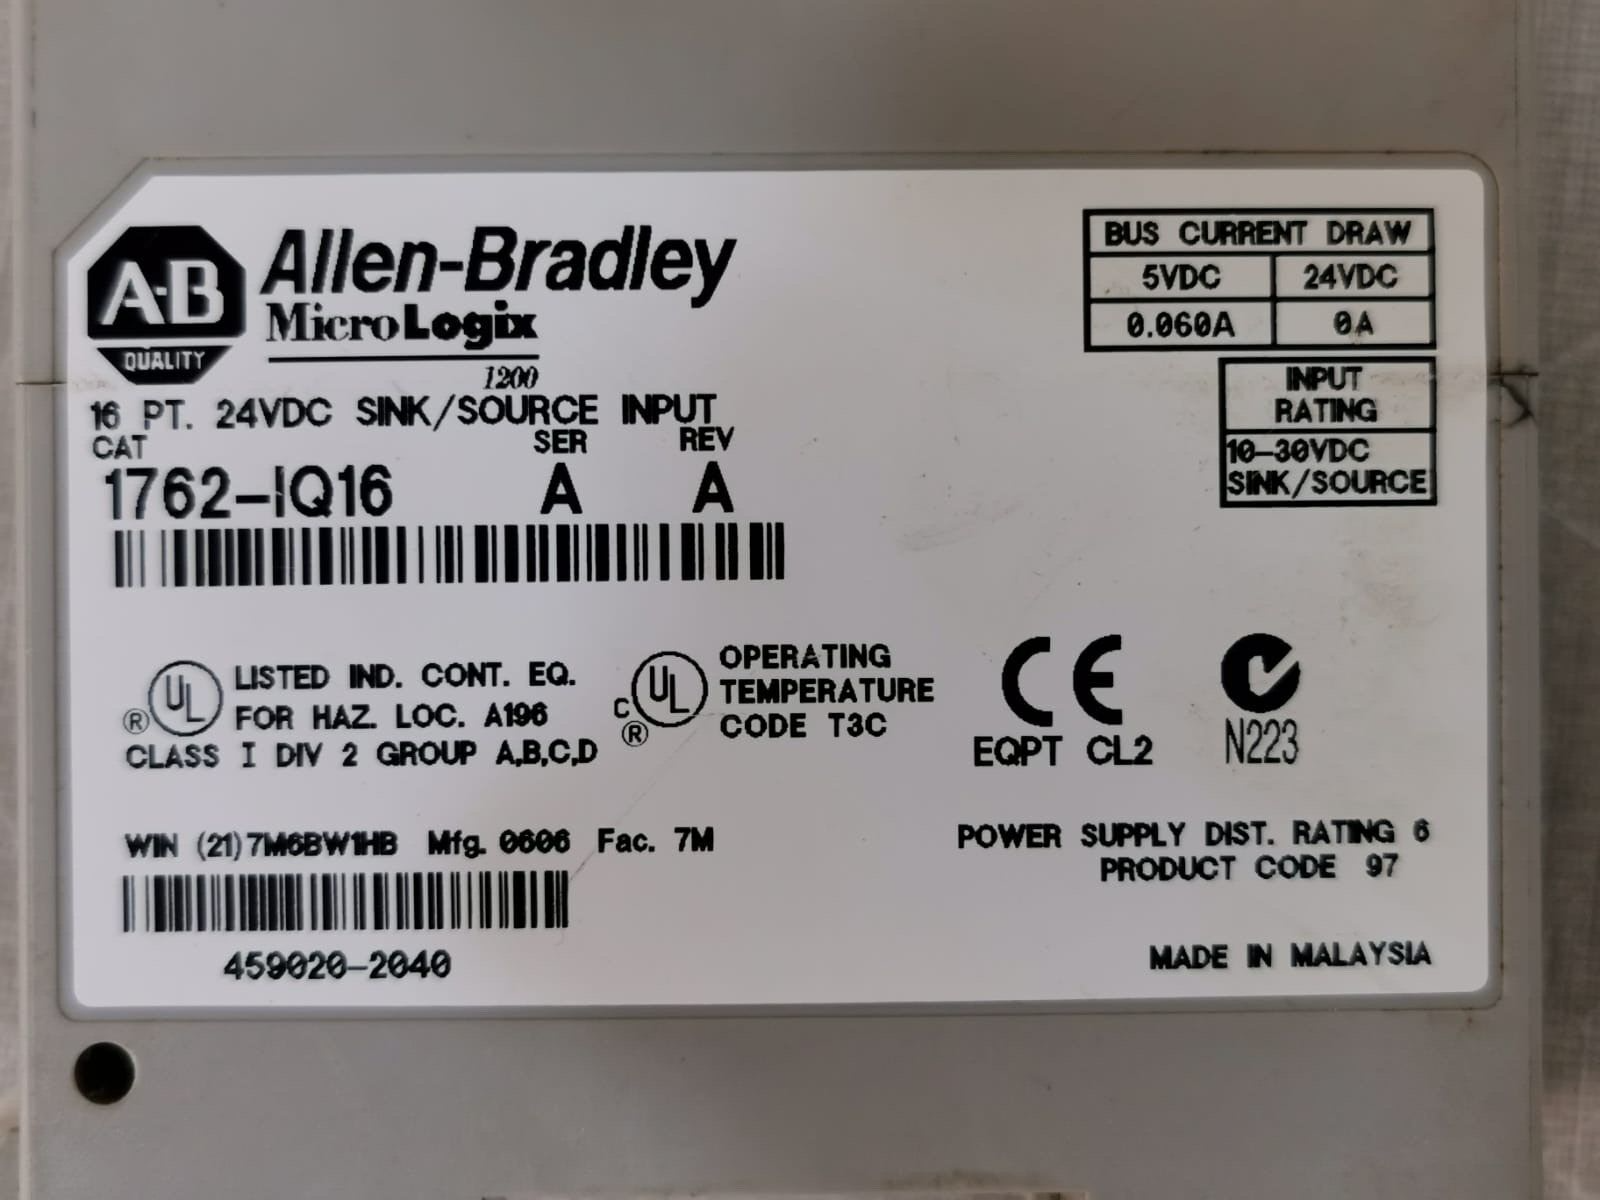 A-B
QUALITY
Allen-Bradley
MicroLogix
1200
16 PT. 24VDC SINK/SOURCE INPUT
CAT SER REV
1762-IQ16 A A
BUS CURRENT DRAW
5VDC 24VDC
0.060A 0A
INPUT
RATING
10-30VDC
SINK/SOURCE
UL ®
LISTED IND. CONT. EQ.
FOR HAZ. LOC. A196
CLASS I DIV 2 GROUP A,B,C,D
C UL ®
OPERATING
TEMPERATURE
CODE T3C
CE
EQPT CL2
N223
WIN (21)7M6BW1HB Mfg. 0606 Fac. 7M
459020-2040
POWER SUPPLY DIST. RATING 6
PRODUCT CODE 97
MADE IN MALAYSIA